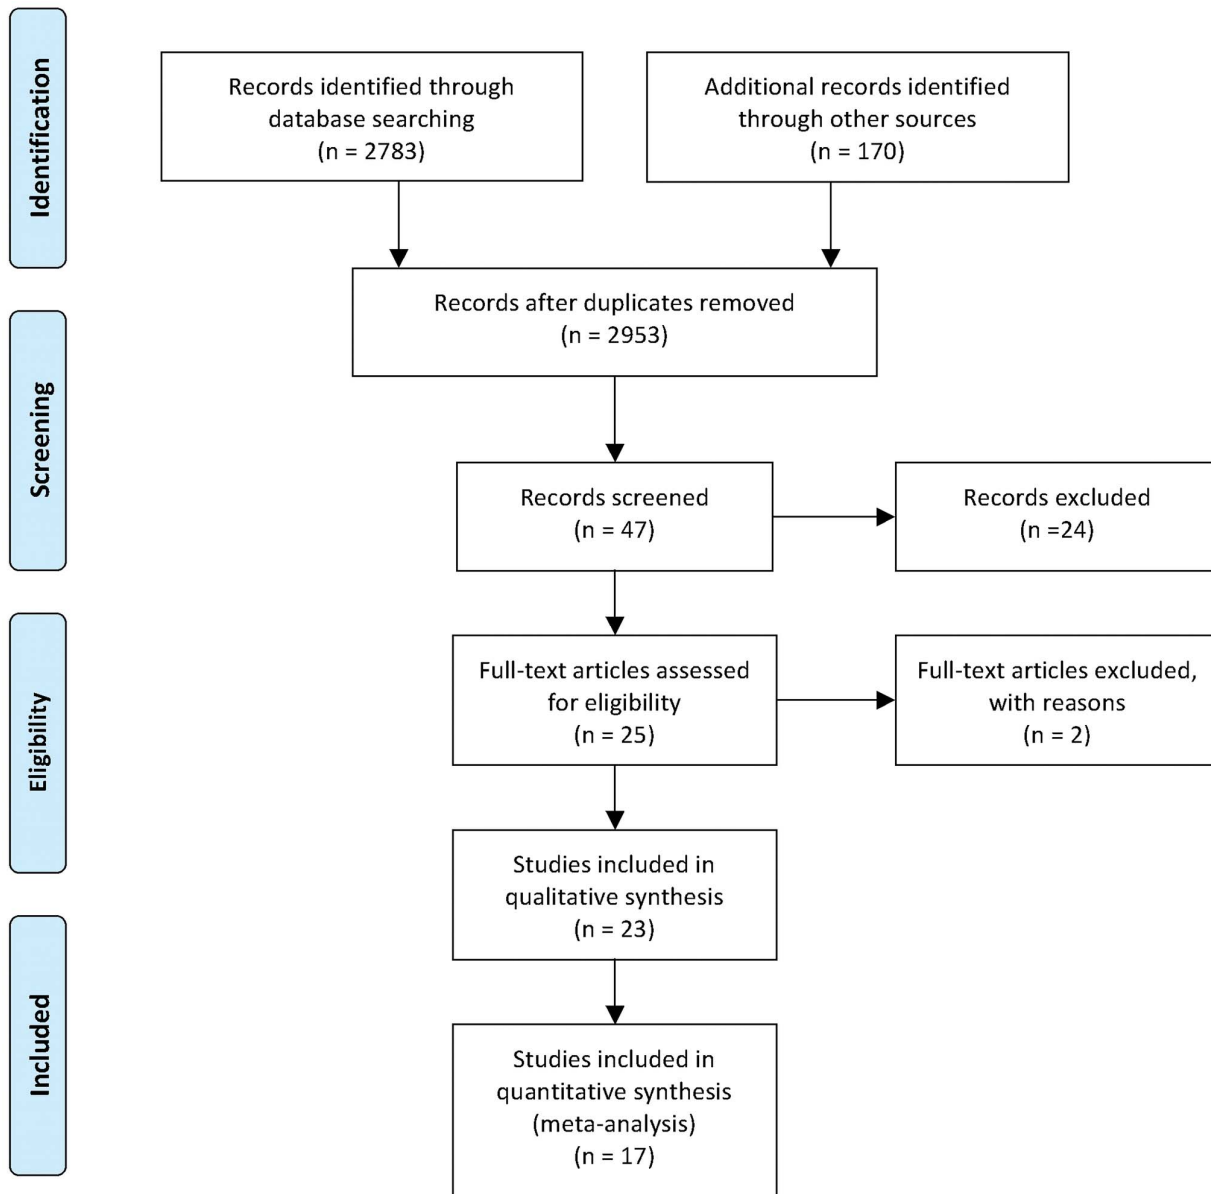 Identification
Records identified through
database searching
(n = 2783)
Additional records identified
through other sources
(n = 170)
Records after duplicates removed
(n = 2953)
Screening
Records screened
(n = 47)
Records excluded
(n =24)
Eligibility
Full-text articles assessed
for eligibility
(n = 25)
Full-text articles excluded,
with reasons
(n = 2)
Studies included in
qualitative synthesis
(n = 23)
Included
Studies included in
quantitative synthesis
(meta-analysis)
(n = 17)